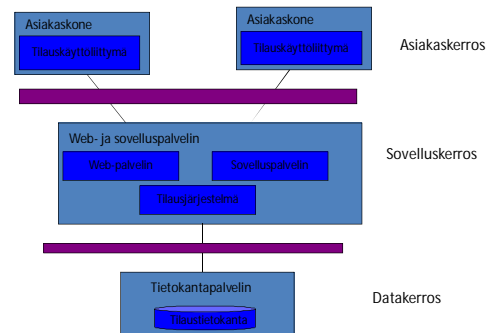 Asiakaskone
Tilauskäyttöliittymä
Asiakaskone
Tilauskäyttöliittymä
Asiakaskerros
Web- ja sovelluspalvelin
Web-palvelin
Sovelluspalvelin
Tilausjärjestelmä
Sovelluskerros
Tietokantapalvelin
Tilaustietokanta
Datakerros